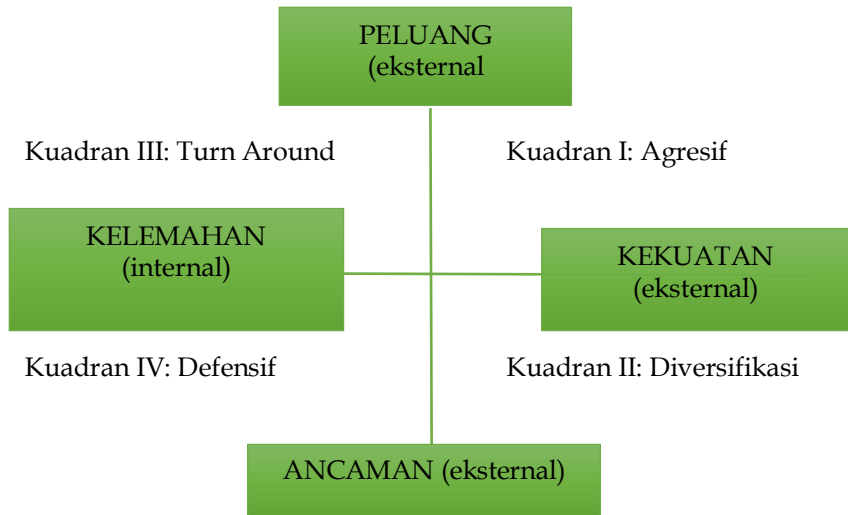 PELUANG
(eksternal
Kuadran III: Turn Around
Kuadran I: Agresif
KELEMAHAN
(internal)
KEKUATAN
(eksternal)
Kuadran IV: Defensif
Kuadran II: Diversifikasi
ANCAMAN (eksternal)